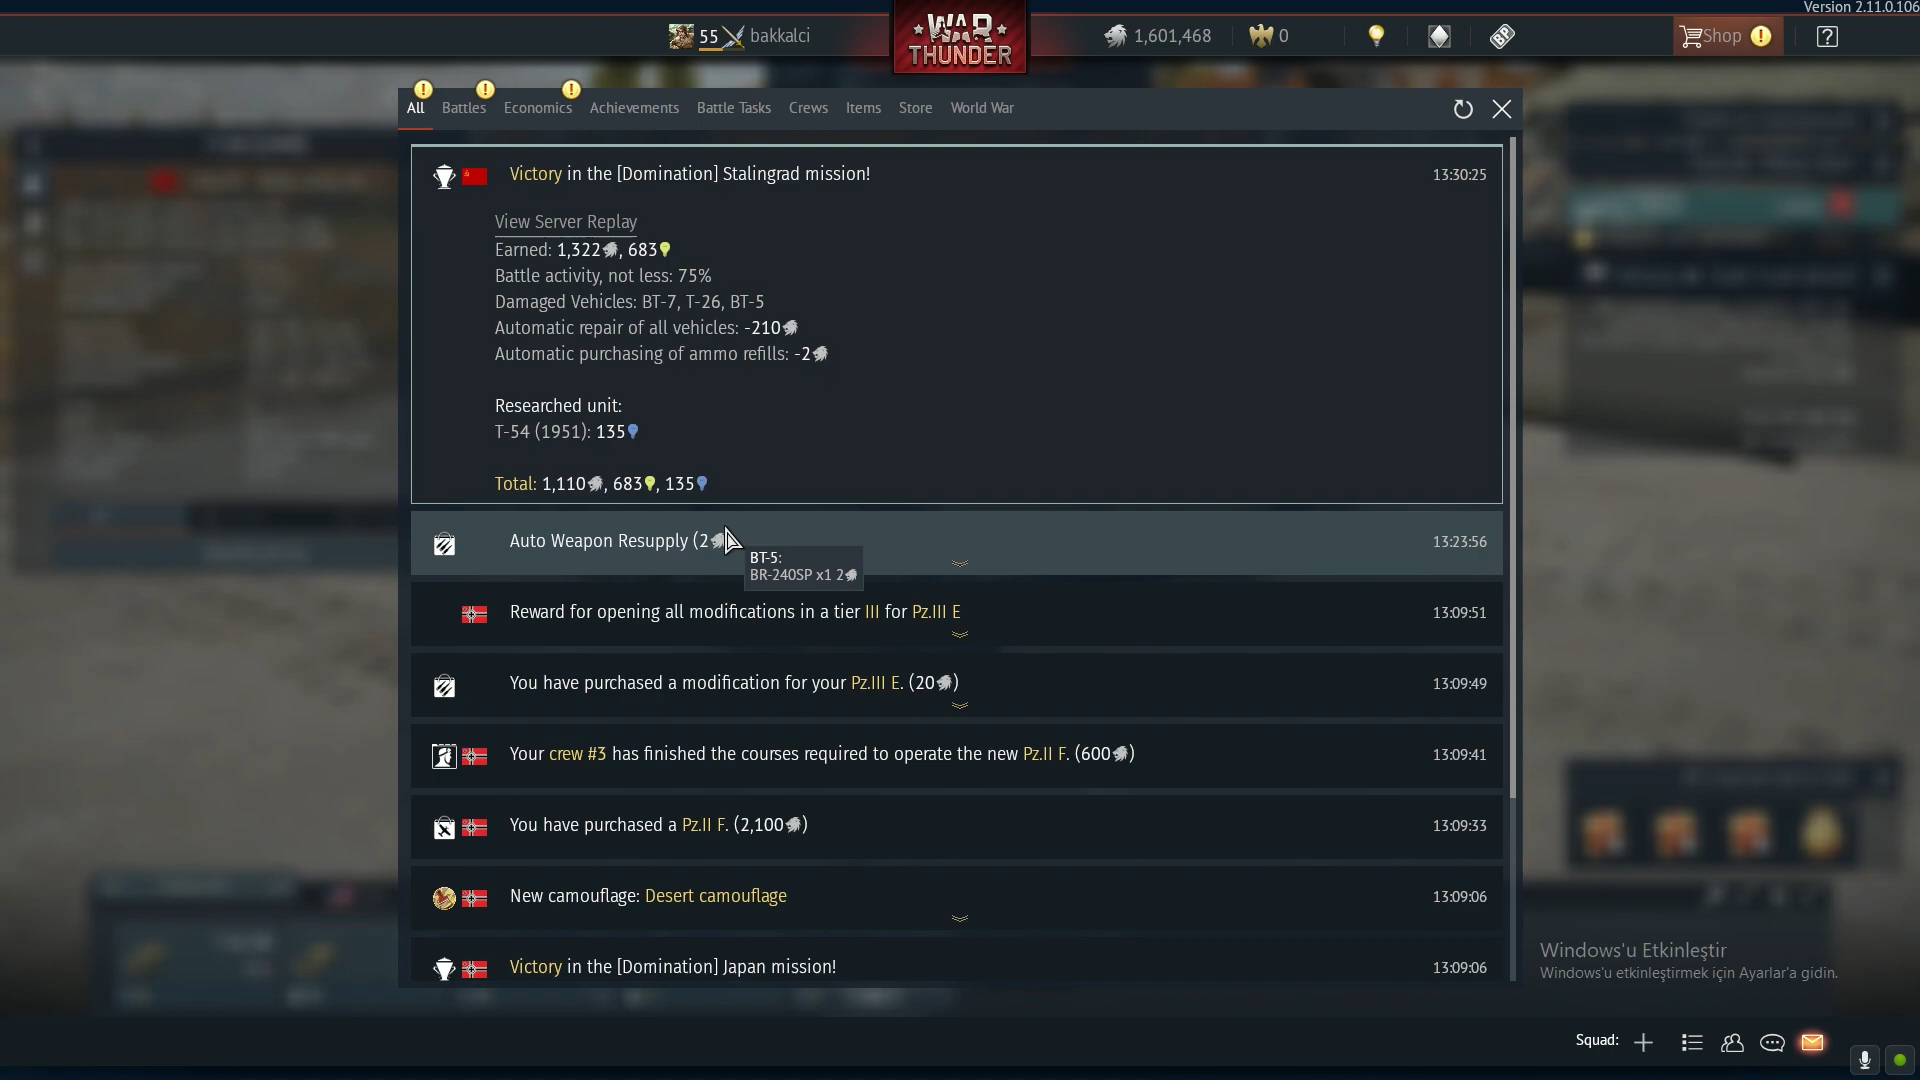 Version 2.11.0.106
55 bakkalci
WAR THUNDER
1,601,468
0
BP
Shop
All Battles Economics Achievements Battle Tasks Crews Items Store World War
Victory in the [Domination] Stalingrad mission! 13:30:25
View Server Replay
Earned: 1,322, 683
Battle activity, not less: 75%
Damaged Vehicles: BT-7, T-26, BT-5
Automatic repair of all vehicles: -210
Automatic purchasing of ammo refills: -2
Researched unit:
T-54 (1951): 135
Total: 1,110, 683, 135
Auto Weapon Resupply (2 13:23:56
BT-5:
BR-240SP x1 2
Reward for opening all modifications in a tier III for Pz.III E 13:09:51
You have purchased a modification for your Pz.III E. (20) 13:09:49
Your crew #3 has finished the courses required to operate the new Pz.II F. (600) 13:09:41
You have purchased a Pz.II F. (2,100) 13:09:33
New camouflage: Desert camouflage 13:09:06
Victory in the [Domination] Japan mission! 13:09:06
Windows'u Etkinleştir
Windows'u etkinleştirmek için Ayarlar'a gidin.
Squad: